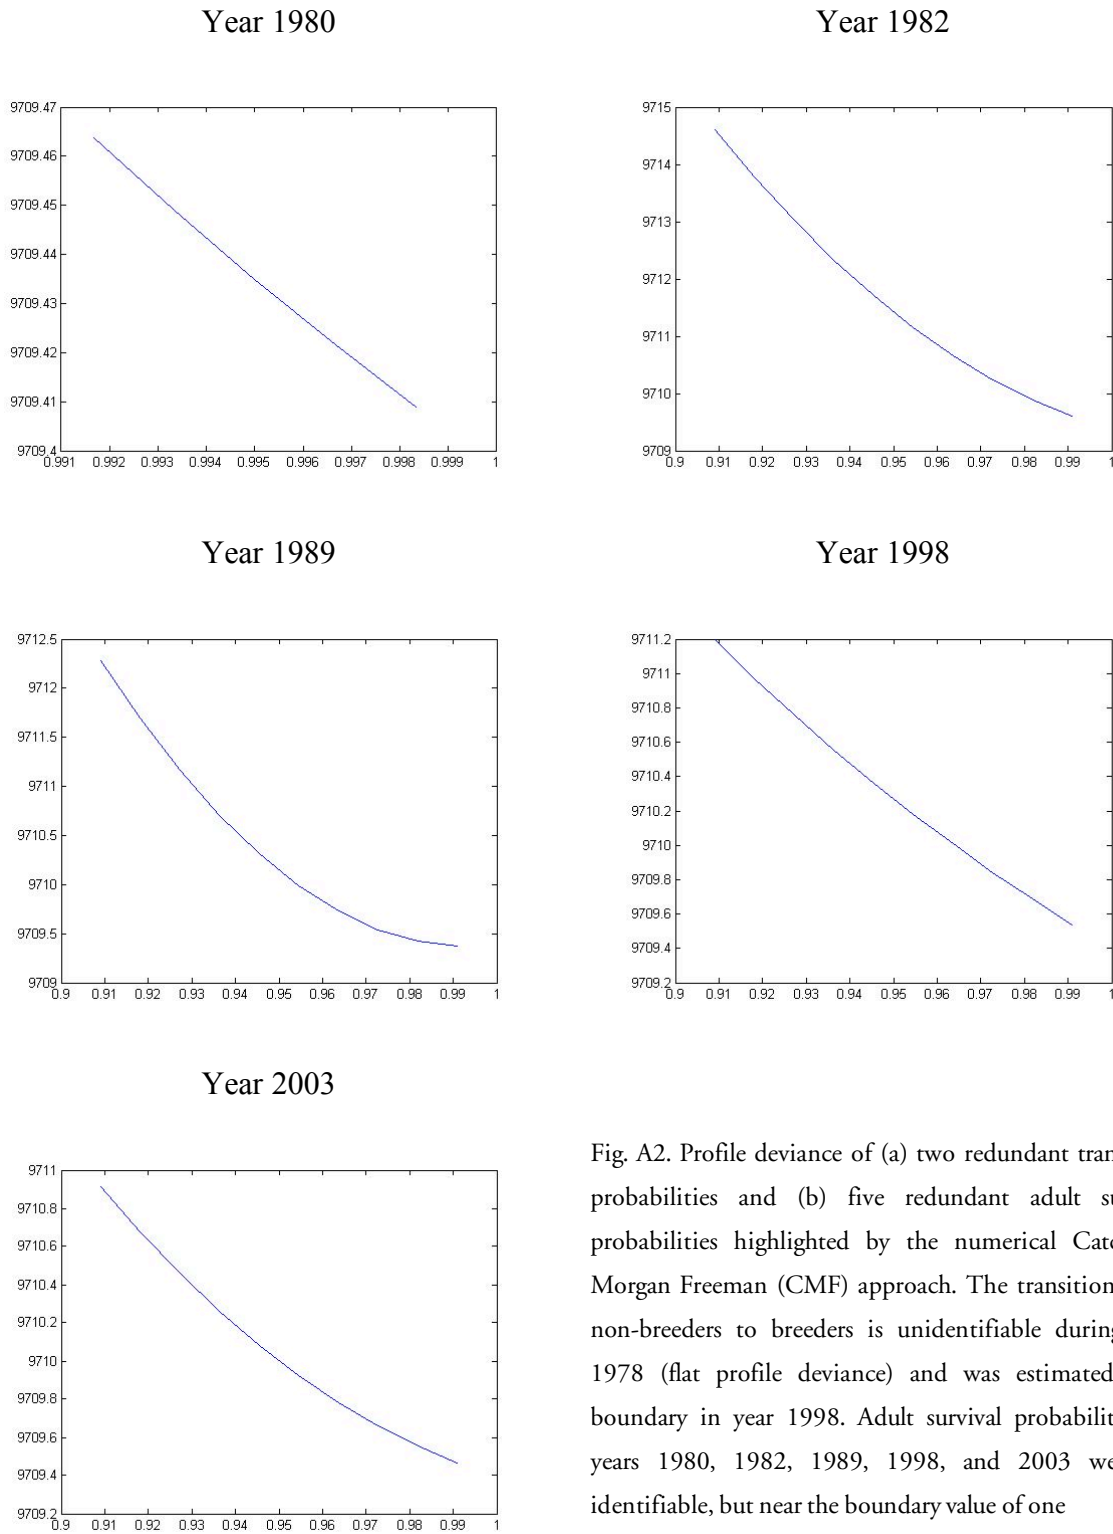 Year 1980
9709.47
9709.46
9709.45
9709.44
9709.43
9709.42
9709.41
9709.4
0.991 0.992 0.993 0.994 0.995 0.996 0.997 0.998 0.999 1
Year 1982
9715
9714
9713
9712
9711
9710
9709
0.9 0.91 0.92 0.93 0.94 0.95 0.96 0.97 0.98 0.99 1
Year 1989
9712.5
9712
9711.5
9711
9710.5
9710
9709.5
9709
0.9 0.91 0.92 0.93 0.94 0.95 0.96 0.97 0.98 0.99 1
Year 1998
9711.2
9711
9710.8
9710.6
9710.4
9710.2
9710
9709.8
9709.6
9709.4
9709.2
0.9 0.91 0.92 0.93 0.94 0.95 0.96 0.97 0.98 0.99 1
Year 2003
9711
9710.8
9710.6
9710.4
9710.2
9710
9709.8
9709.6
9709.4
9709.2
0.9 0.91 0.92 0.93 0.94 0.95 0.96 0.97 0.98 0.99 1
Fig. A2. Profile deviance of (a) two redundant tran
probabilities and (b) five redundant adult su
probabilities highlighted by the numerical
Morgan Freeman (CMF) approach. The transition
non-breeders to breeders is unidentifiable during
1978 (flat profile deviance) and was estimated
boundary in year 1998. Adult survival probabilit
years 1980, 1982, 1989, 1998, and 2003 we
identifiable, but near the boundary value of one